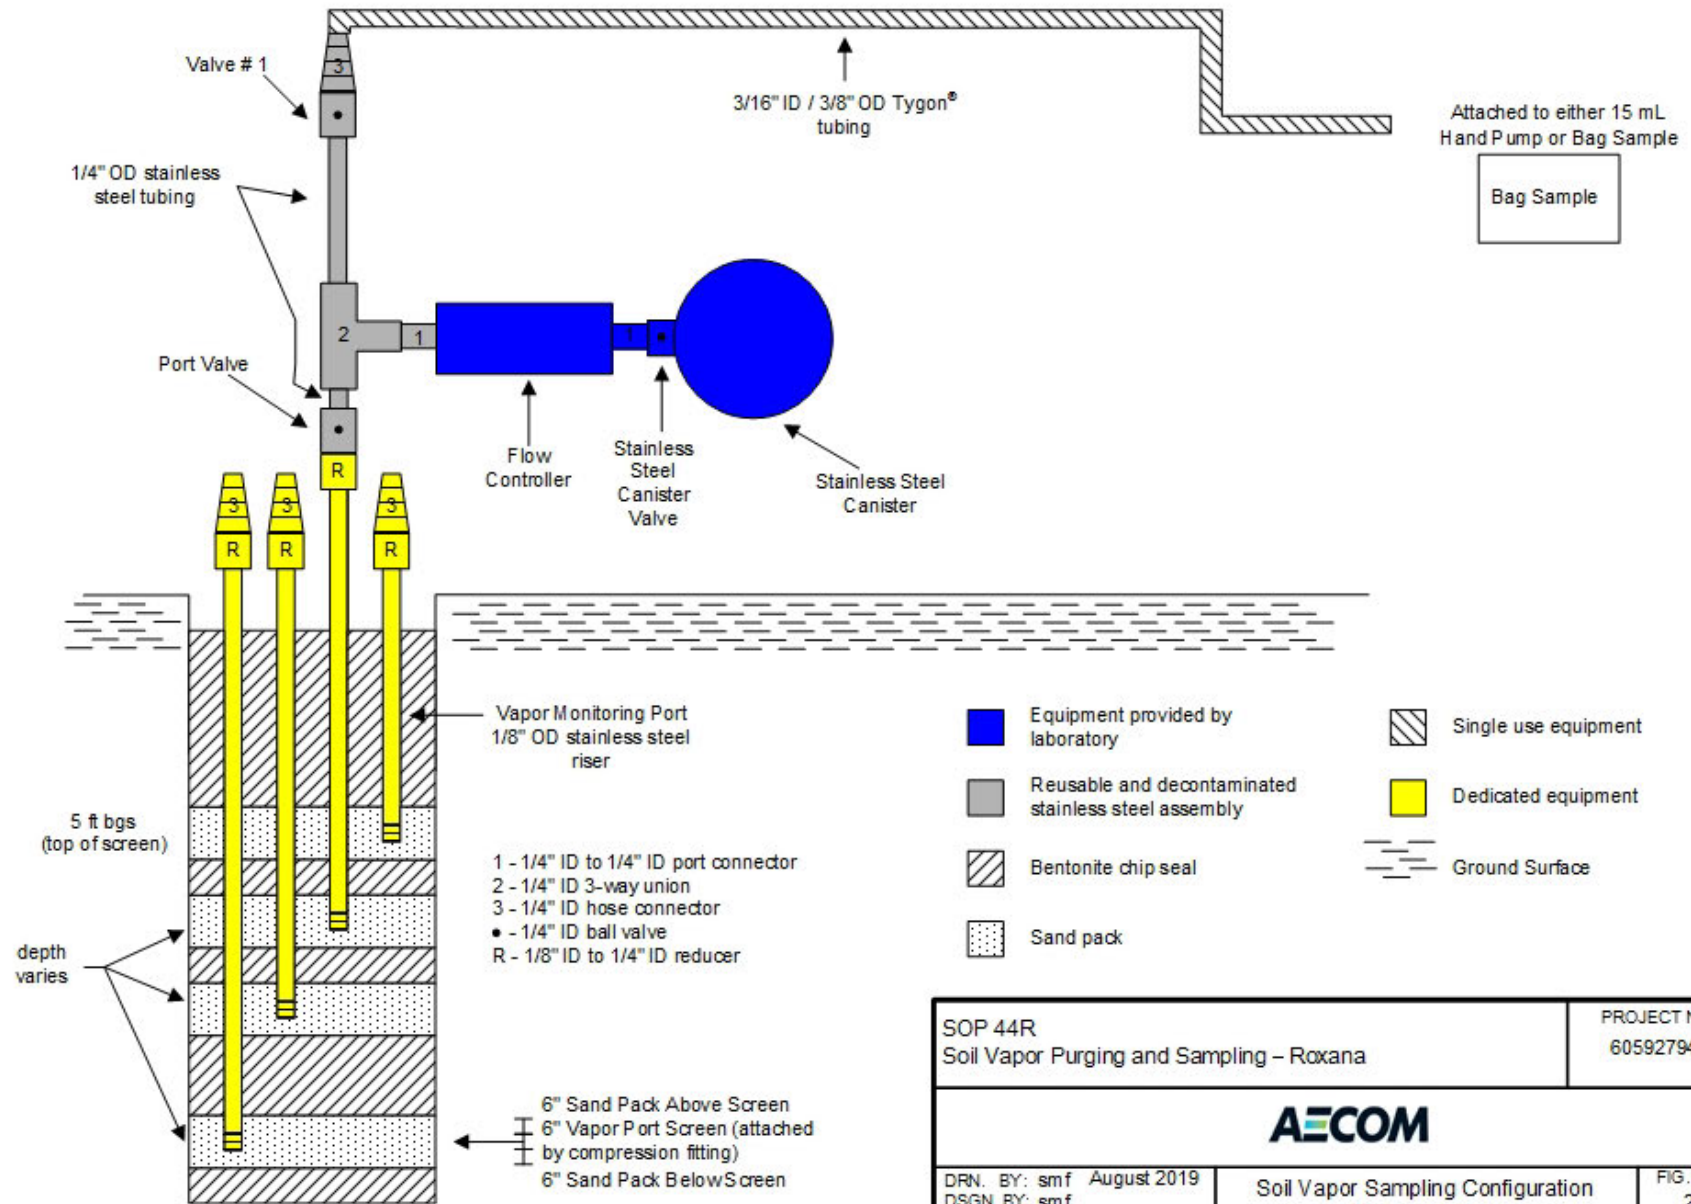 Valve # 1
3
3/16" ID / 3/8" OD Tygon®
tubing
Attached to either 15 mL
Hand Pump or Bag Sample
Bag Sample
1/4" OD stainless
steel tubing
2
1
1
Port Valve
Flow
Controller
Stainless
Steel
Canister
Valve
Stainless Steel
Canister
R
3
3
3
R
R
R
Vapor Monitoring Port
1/8" OD stainless steel
riser
5 ft bgs
(top of screen)
depth
varies
1 - 1/4" ID to 1/4" ID port connector
2 - 1/4" ID 3-way union
3 - 1/4" ID hose connector
• - 1/4" ID ball valve
R - 1/8" ID to 1/4" ID reducer
6" Sand Pack Above Screen
6" Vapor Port Screen (attached
by compression fitting)
6" Sand Pack Below Screen
Equipment provided by
laboratory
Reusable and decontaminated
stainless steel assembly
Bentonite chip seal
Sand pack
Single use equipment
Dedicated equipment
Ground Surface
SOP 44R
Soil Vapor Purging and Sampling – Roxana
PROJECT
6059279
AECOM
DRN. BY: smf August 2019
DSGN. BY: smf
Soil Vapor Sampling Configuration
FIG.